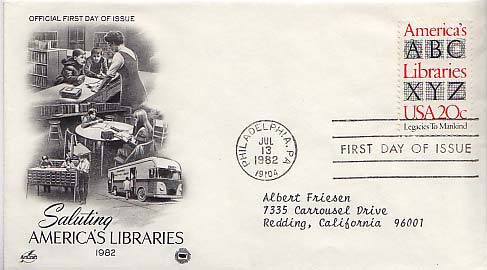 OFFICIAL FIRST DAY OF ISSUE
Saluting
AMERICA'S LIBRARIES
1982
ArtCraft
America's
ABC
Libraries
XYZ
USA 20c
Legacies To Mankind
PHILADELPHIA, PA
JUL
13
1982
19104
FIRST DAY OF ISSUE
Albert Friesen
7335 Carrousel Drive
Redding, California 96001